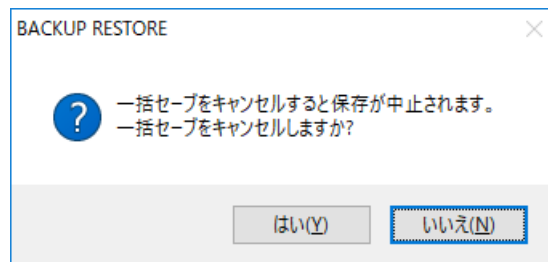 BACKUP RESTORE
一括セーブをキャンセルすると保存が中止されます。
一括セーブをキャンセルしますか?
はい(Y)
いいえ(N)